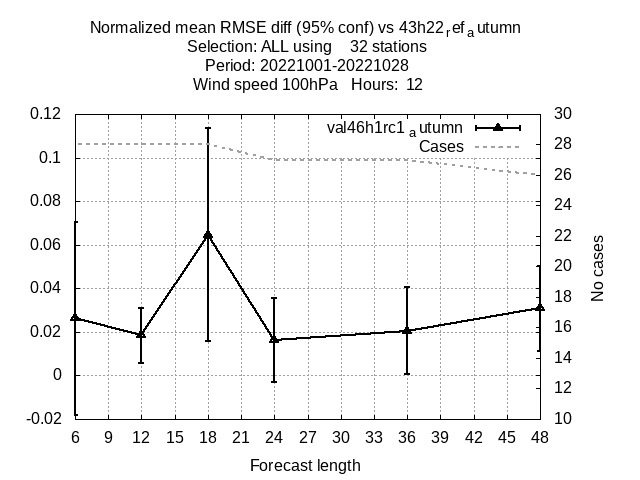 Normalized mean RMSE diff (95% conf) vs 43h22ᵣefₐutumn
Selection: ALL using 32 stations
Period: 20221001-20221028
Wind speed 100hPa Hours: 12
val46h1rc1ₐutumn
Cases
0.12
0.1
0.08
0.06
0.04
0.02
0
-0.02
30
28
26
24
22
20
18
16
14
12
10
No cases
6 9 12 15 18 21 24 27 30 33 36 39 42 45 48
Forecast length